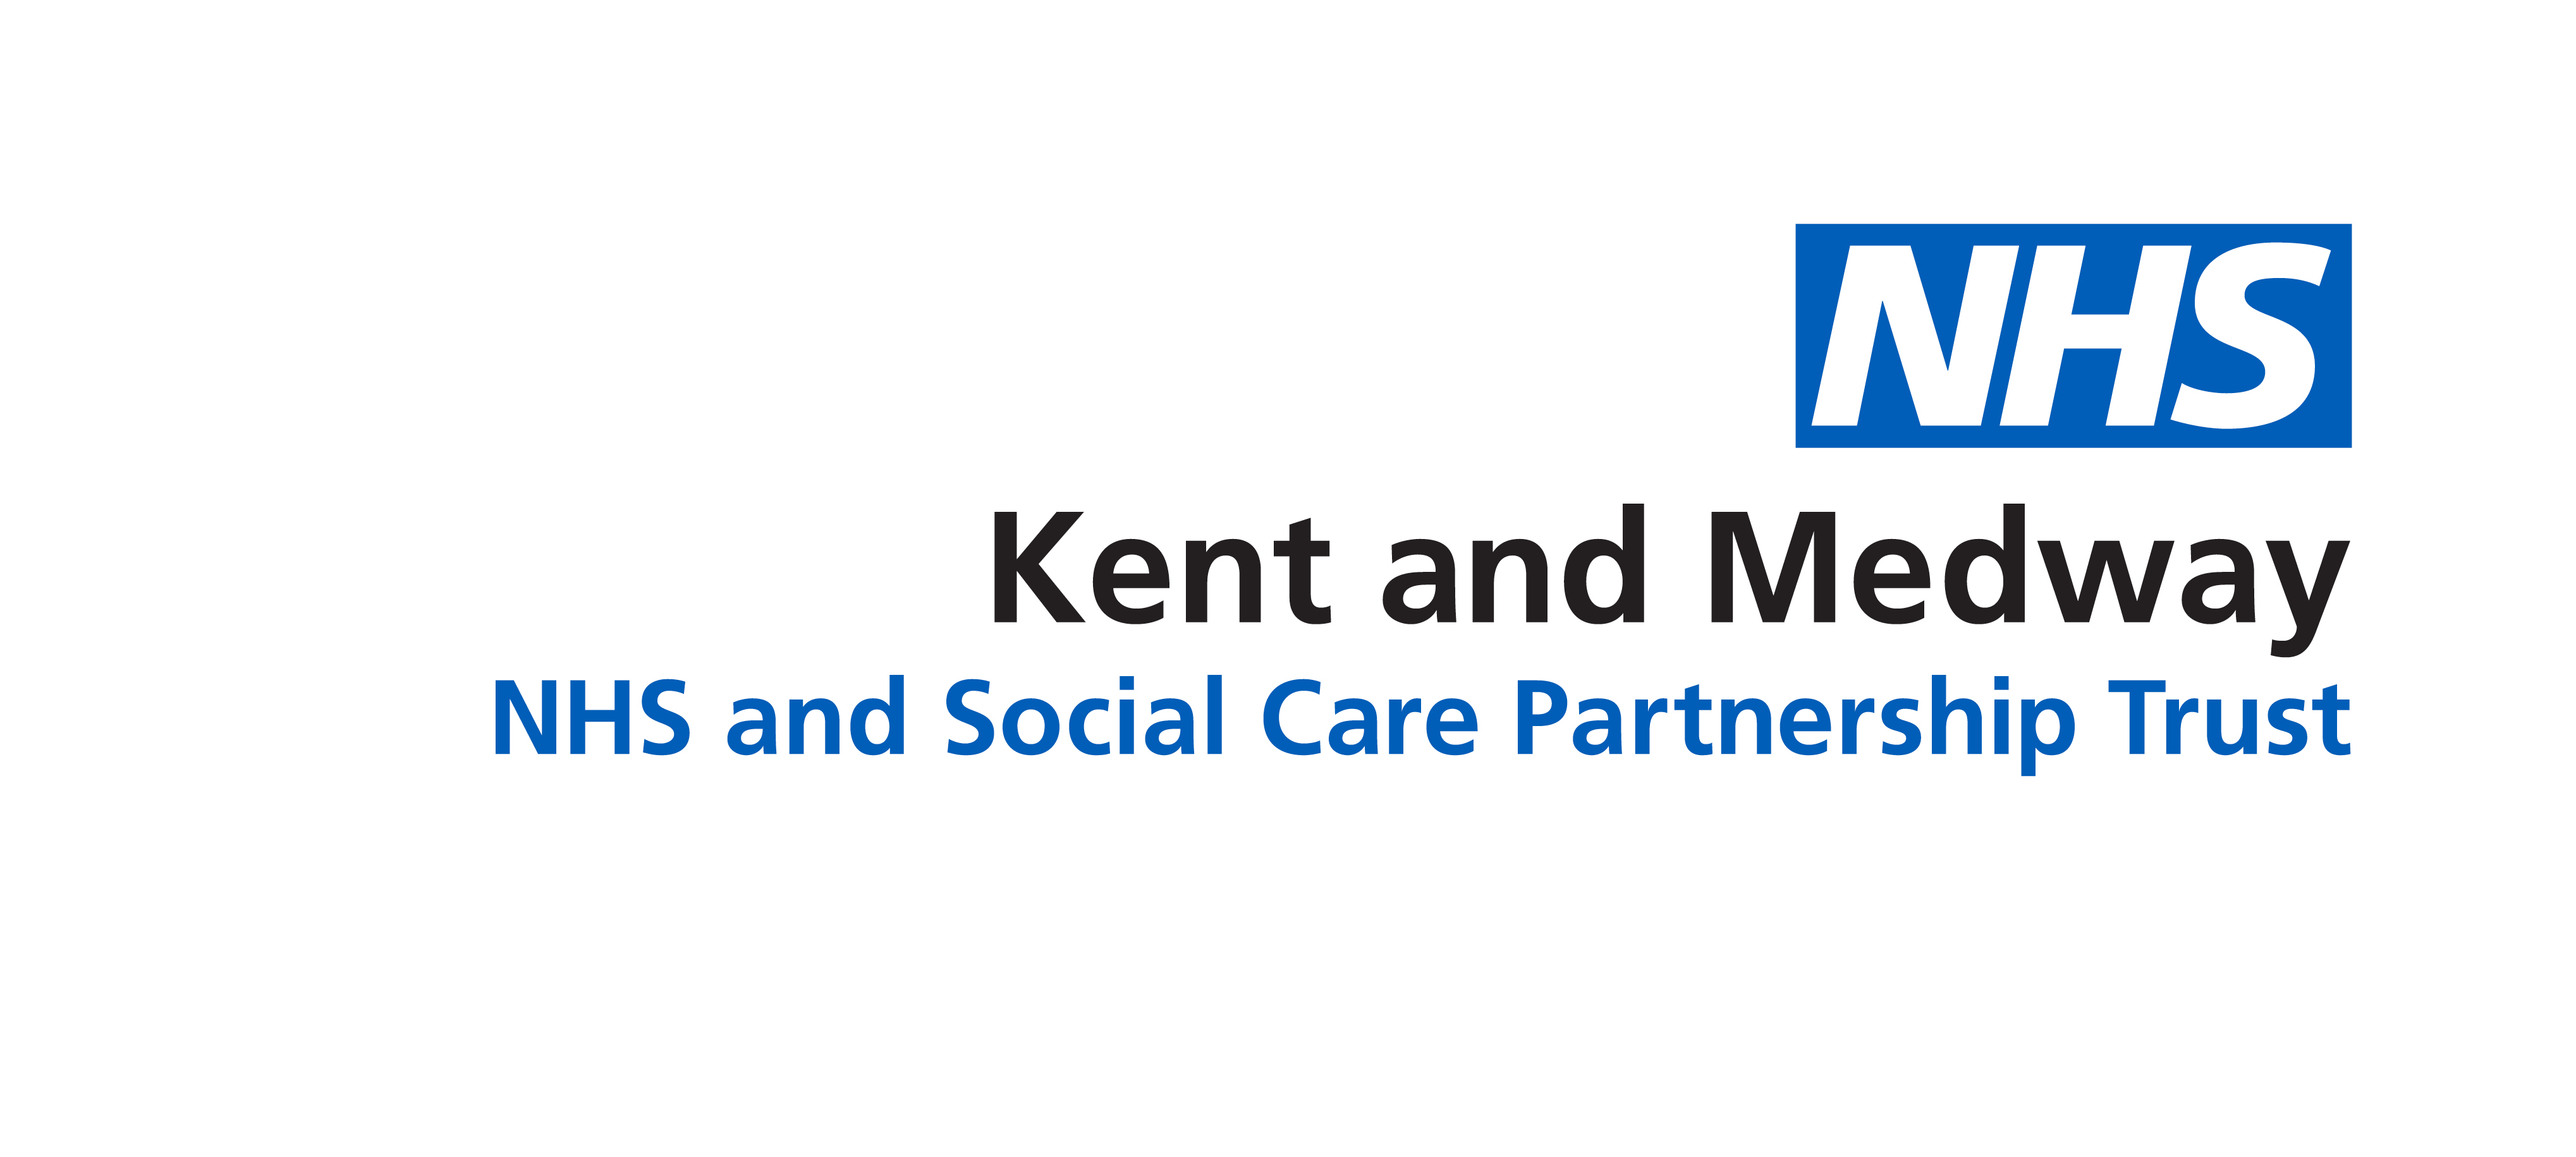 NHS
Kent and Medway
NHS and Social Care Partnership Trust